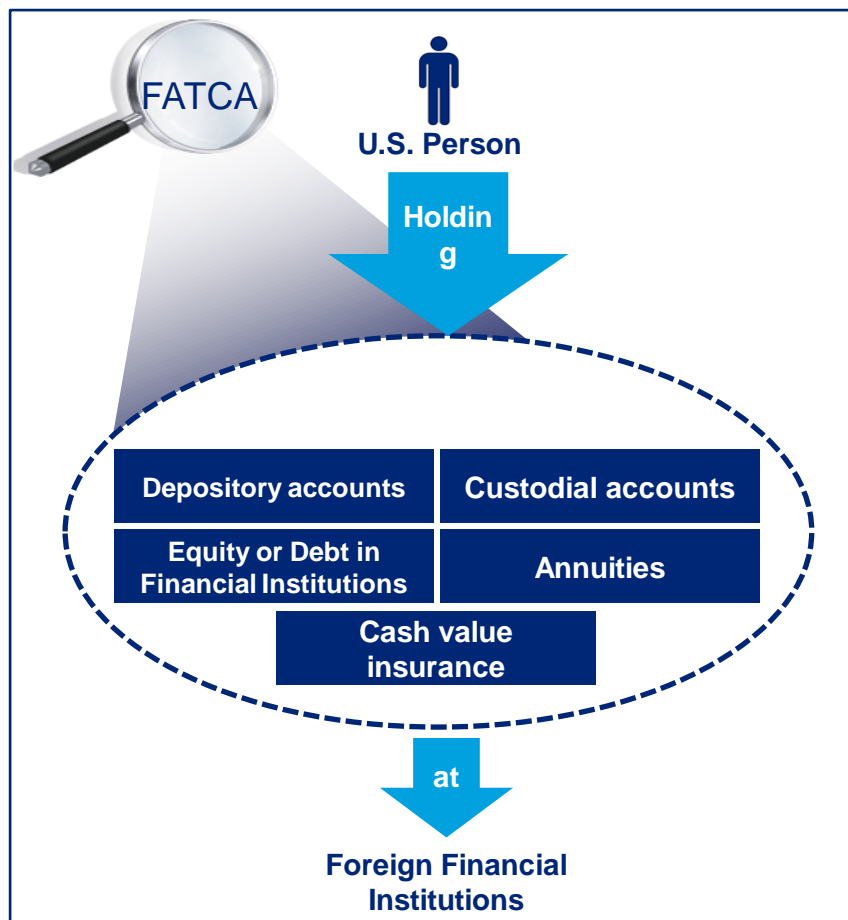 FATCA
U.S. Person
Holdin
g
Depository accounts
Custodial accounts
Equity or Debt in
Financial Institutions
Annuities
Cash value
insurance
at
Foreign Financial
Institutions